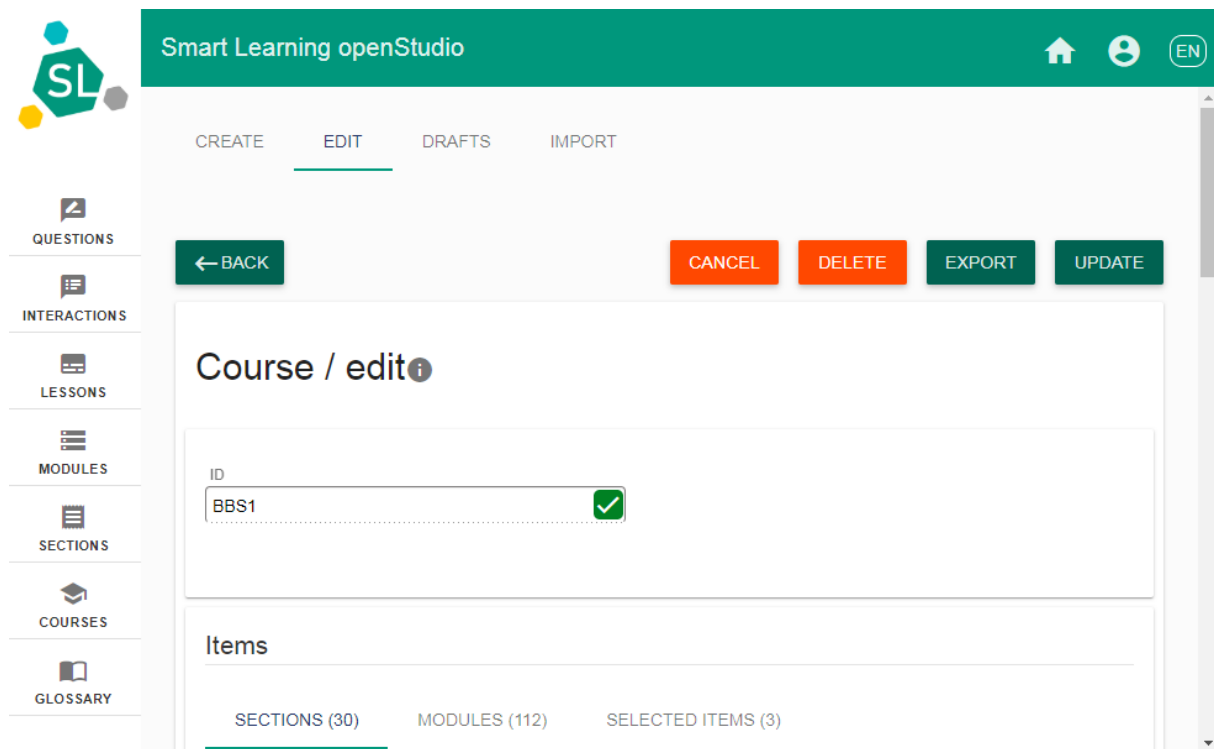 SL
Smart Learning openStudio
EN
CREATE EDIT DRAFTS IMPORT
QUESTIONS
INTERACTIONS
LESSONS
MODULES
SECTIONS
COURSES
GLOSSARY
BACK CANCEL DELETE EXPORT UPDATE
Course / edit
ID
BBS1
Items
SECTIONS (30) MODULES (112) SELECTED ITEMS (3)